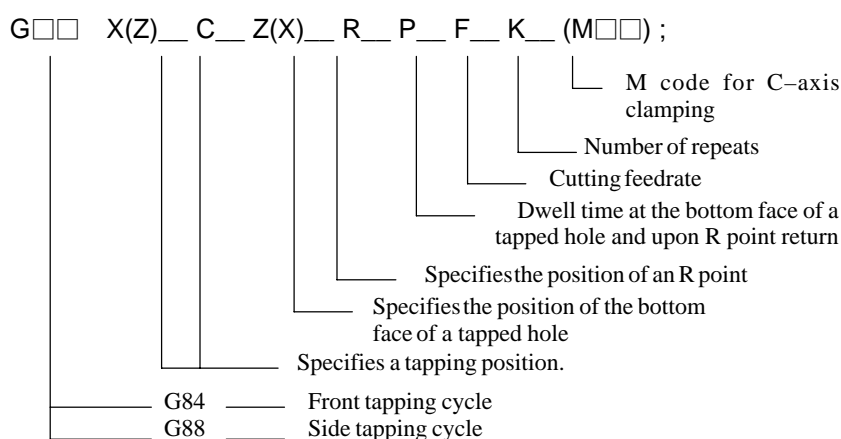 G□□ X(Z)__ C__ Z(X)__ R__ P__ F__ K__ (M□□) ;
M code for C–axis
clamping
Number of repeats
Cutting feedrate
Dwell time at the bottom face of a
tapped hole and upon R point return
Specifies the position of an R point
Specifies the position of the bottom
face of a tapped hole
Specifies a tapping position.
G84 Front tapping cycle
G88 Side tapping cycle